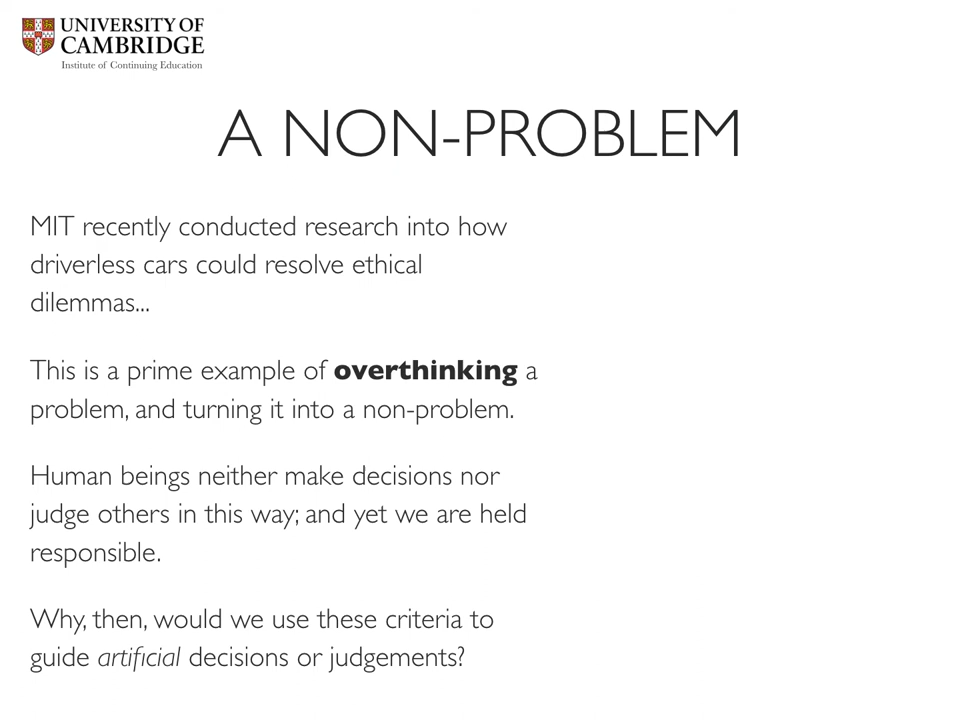 UNIVERSITY OF
CAMBRIDGE
Institute of Continuing Education
A NON-PROBLEM
MIT recently conducted research into how
driverless cars could resolve ethical
dilemmas...
This is a prime example of overthinking a
problem, and turning it into a non-problem.
Human beings neither make decisions nor
judge others in this way; and yet we are held
responsible.
Why, then, would we use these criteria to
guide artificial decisions or judgements?